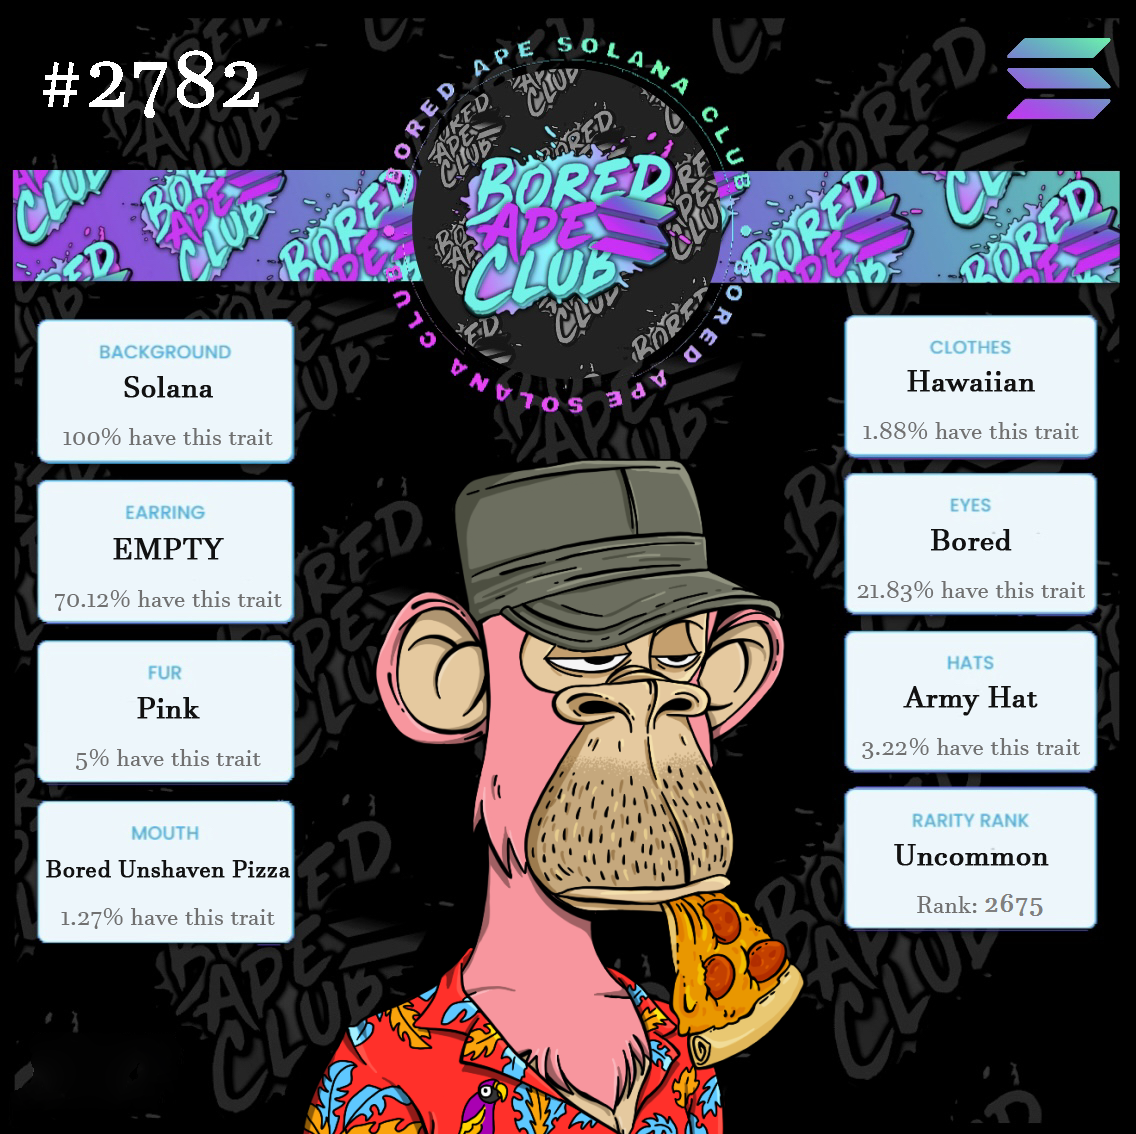 #2782
BORED APE SOLANA CLUB
BORED APE SOLANA CLUB
BORED
APE
CLUB
BACKGROUND
Solana
100% have this trait
EARRING
EMPTY
70.12% have this trait
FUR
Pink
5% have this trait
MOUTH
Bored Unshaven Pizza
1.27% have this trait
CLOTHES
Hawaiian
1.88% have this trait
EYES
Bored
21.83% have this trait
HATS
Army Hat
3.22% have this trait
RARITY RANK
Uncommon
Rank: 2675